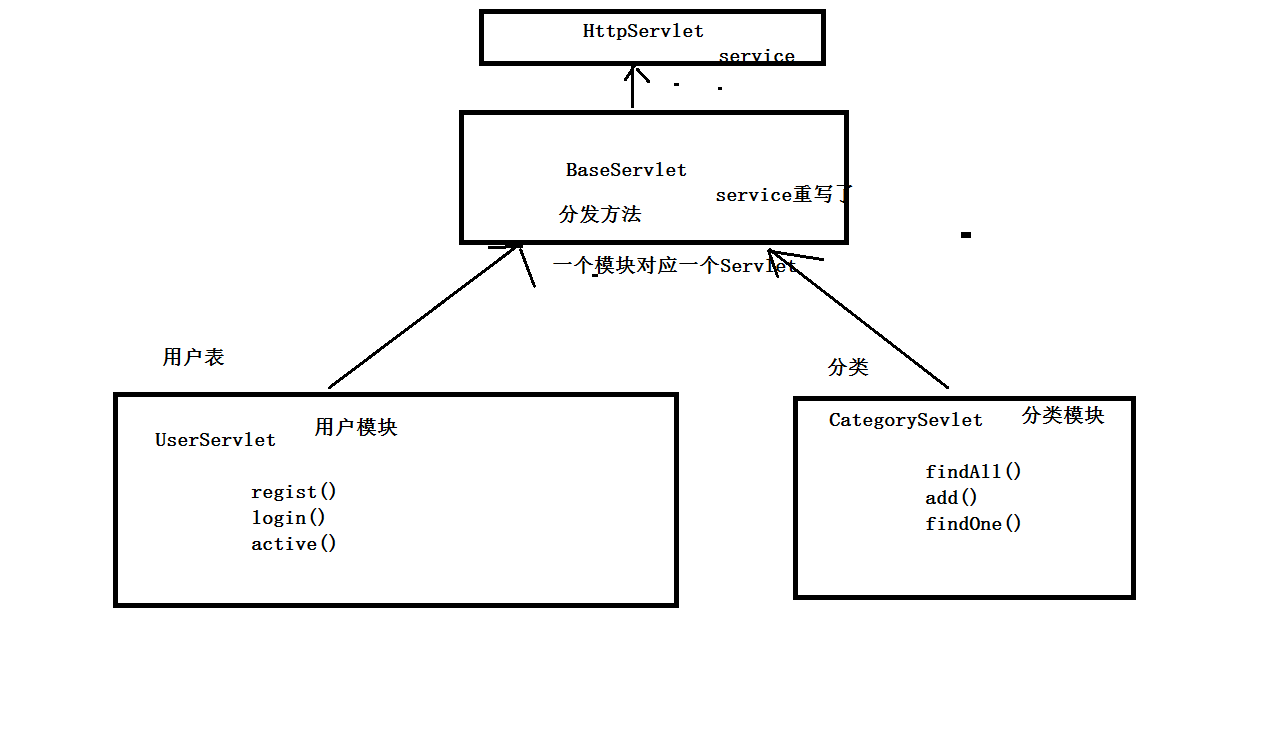 HttpServlet
service
BaseServlet
service重写了
分发方法
一个模块对应一个Servlet
用户表
分类
UserServlet
用户模块
regist()
login()
active()
CategorySevlet
分类模块
findAll()
add()
findOne()